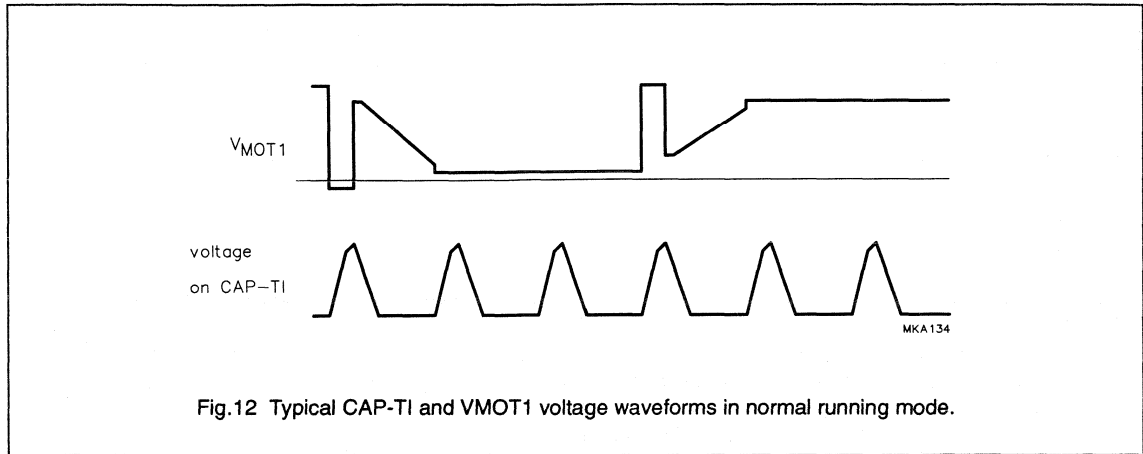 VMOT1
voltage
on CAP-TI
MKA134
Fig.12 Typical CAP-TI and VMOT1 voltage waveforms in normal running mode.